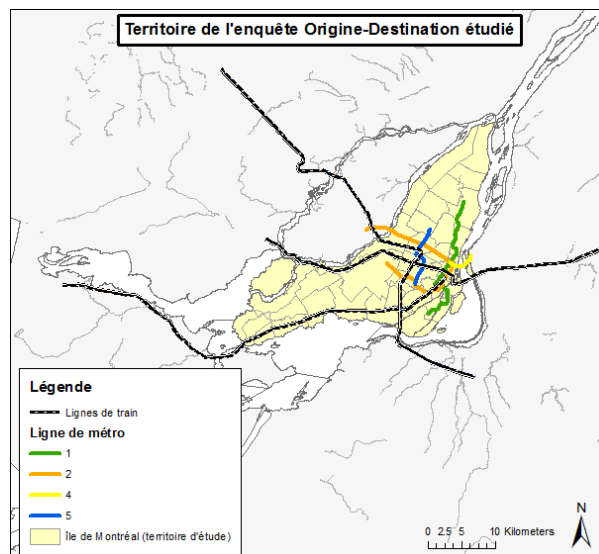 Territoire de l'enquête Origine-Destination étudié
Légende
Lignes de train
Ligne de métro
1
2
4
5
île de Montréal (territoire d'étude)
N
0 2.5 5 10 Kilometers